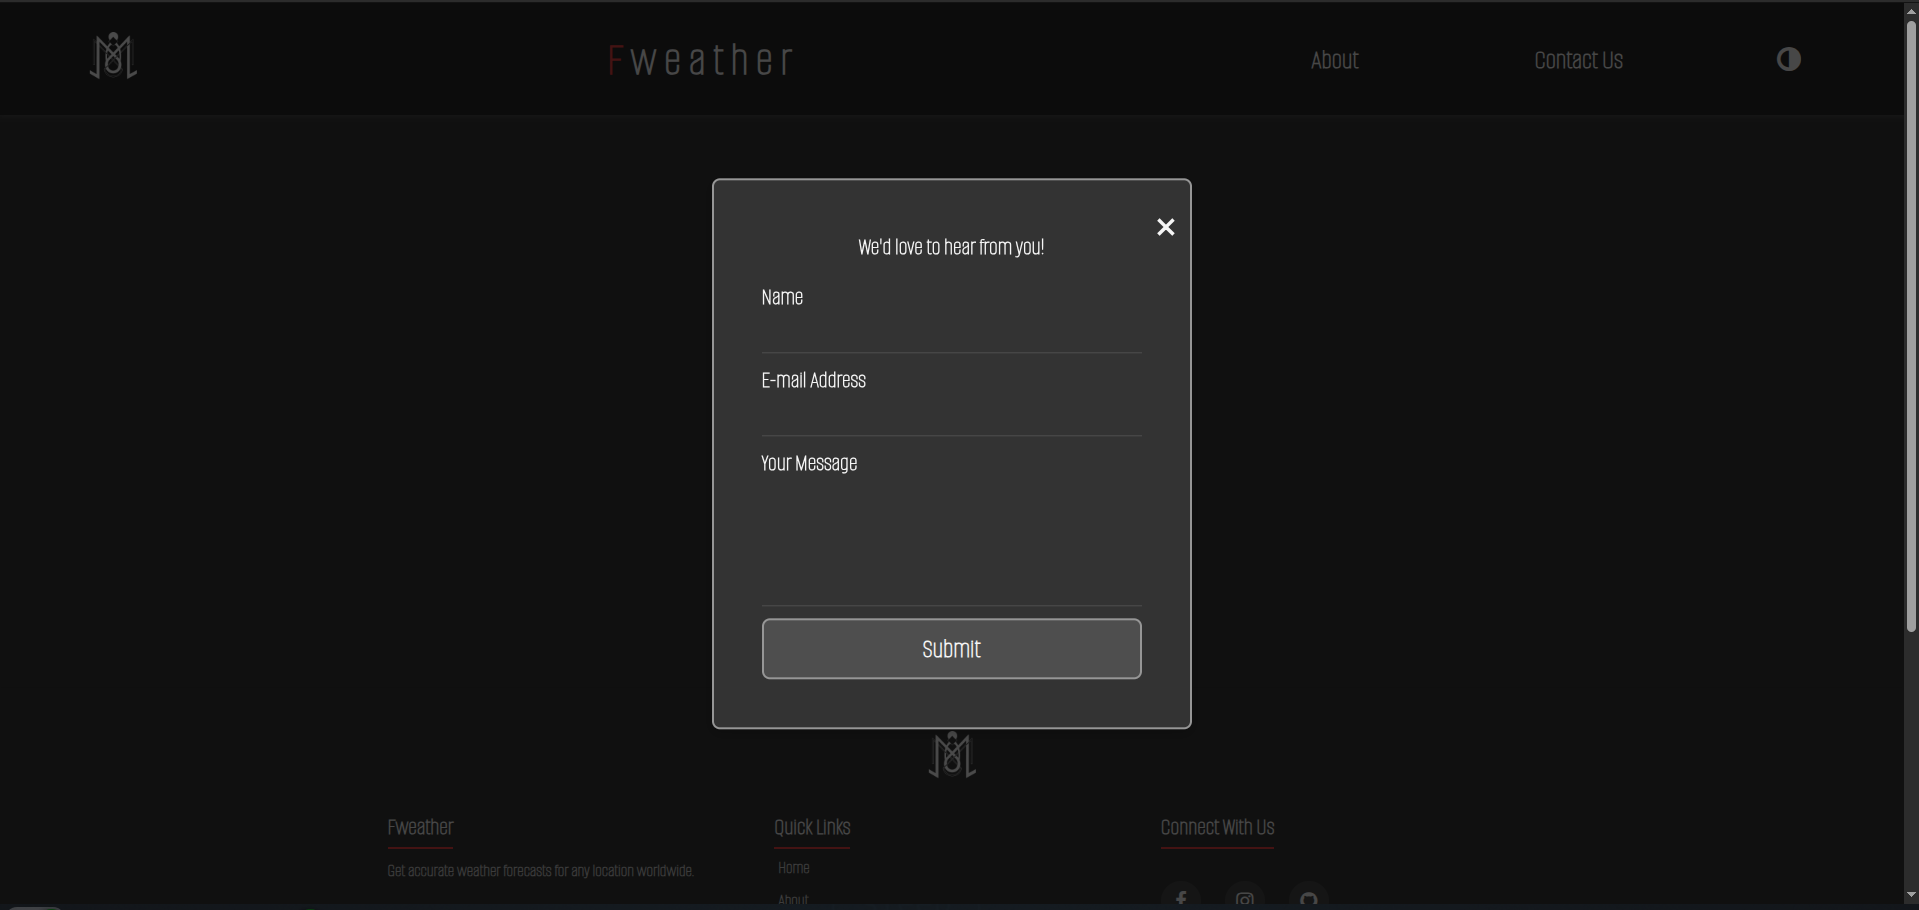 Fweather
About
Contact Us
We'd love to hear from you!
Name
E-mail Address
Your Message
Submit
Fweather
Get accurate weather forecasts for any location worldwide.
Quick Links
Home
About
Connect With Us